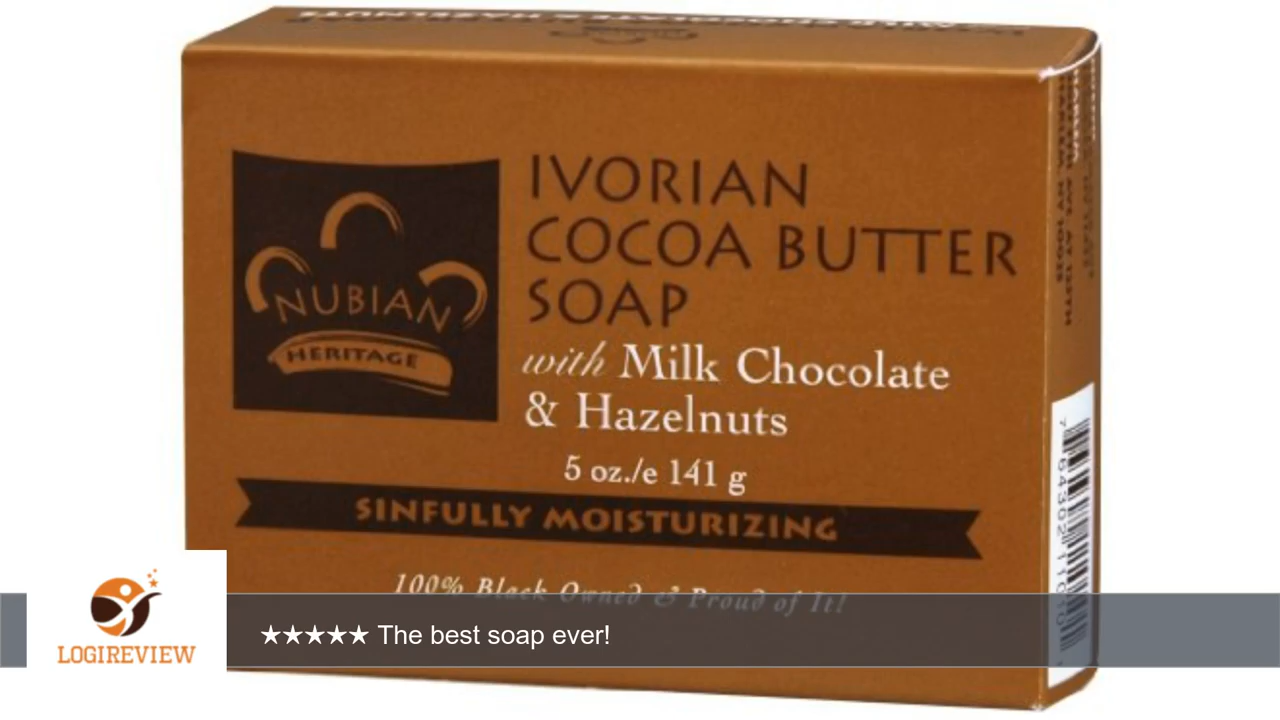 IVORIAN
COCOA BUTTER
SOAP
with Milk Chocolate
& Hazelnuts
5 oz./e 141 g
NUBIAN
HERITAGE
SINFULLY MOISTURIZING
100% Black Owned & Proud of It!
★★★★★ The best soap ever!
LOGIREVIEW